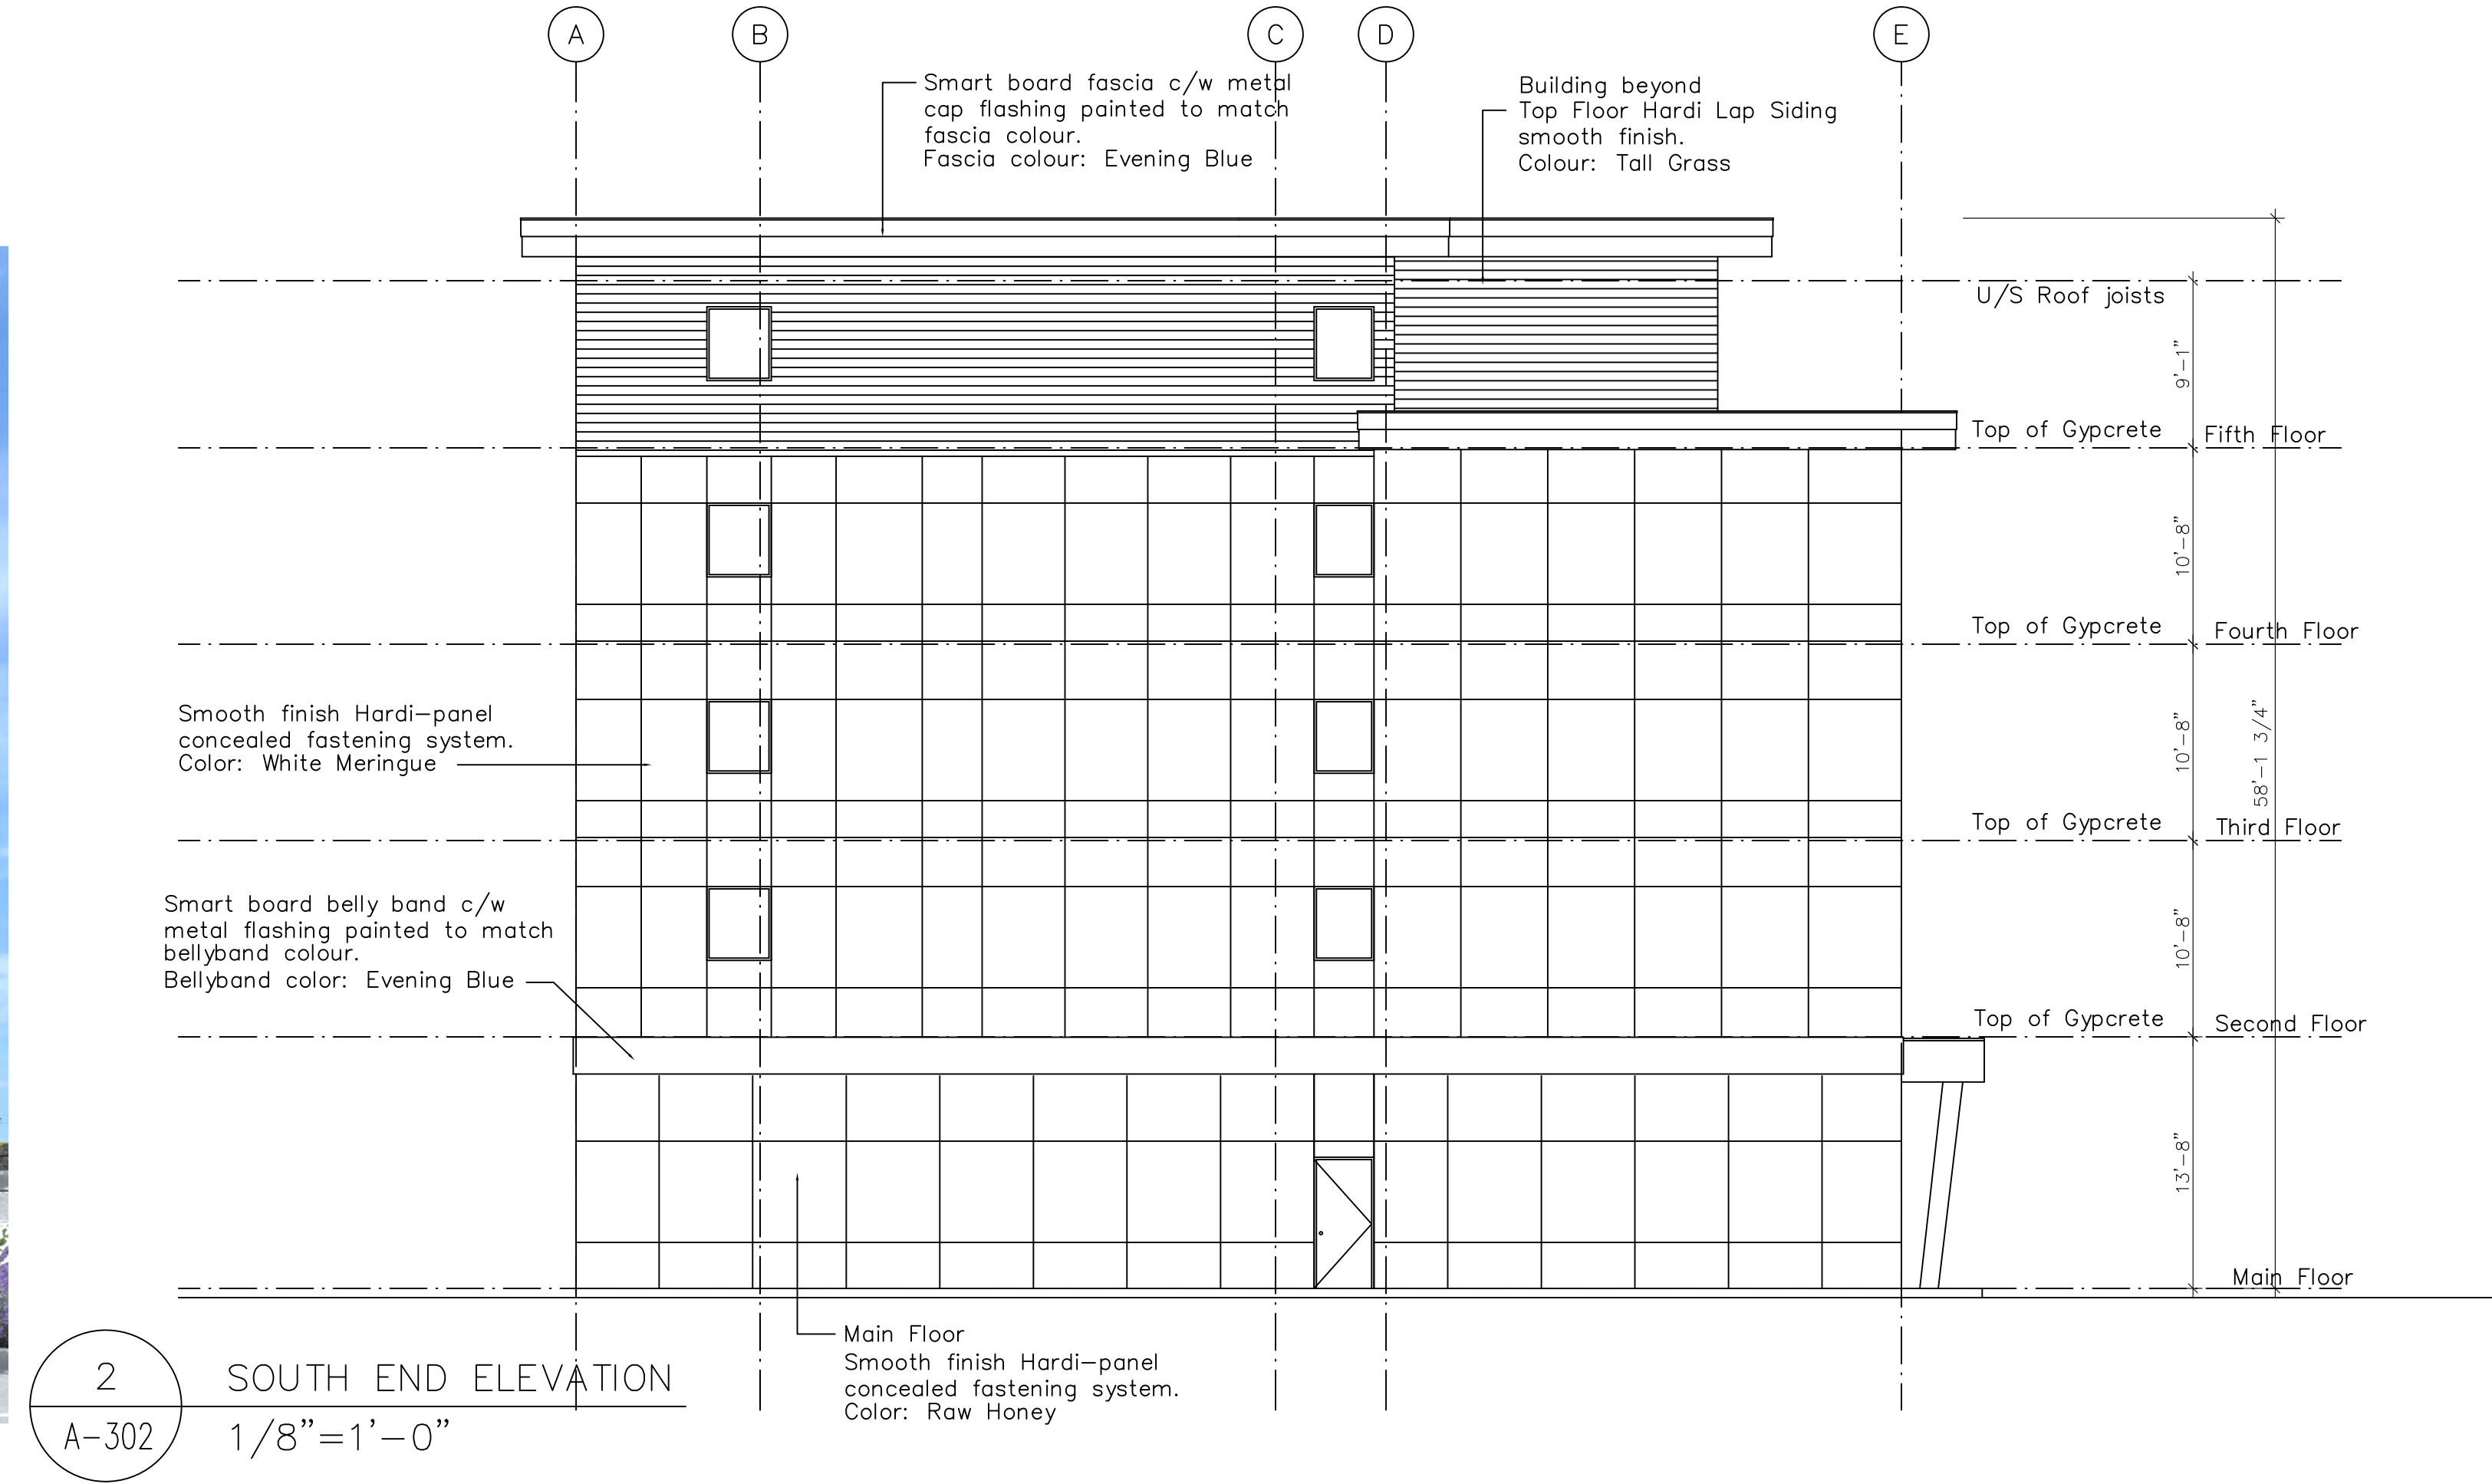 A
B
C
D
E
Smart board fascia c/w metal
cap flashing painted to match
fascia colour.
Fascia colour: Evening Blue
Building beyond
Top Floor Hardi Lap Siding
smooth finish.
Colour: Tall Grass
U/S Roof joists
9'-1"
Top of Gypcrete
Fifth Floor
10'-8"
Top of Gypcrete
Fourth Floor
Smooth finish Hardi-panel
concealed fastening system.
Color: White Meringue
10'-8"
58'-1 3/4"
Top of Gypcrete
Third Floor
Smart board belly band c/w
metal flashing painted to match
bellyband colour.
Bellyband color: Evening Blue
10'-8"
Top of Gypcrete
Second Floor
13'-8"
Main Floor
Main Floor
Smooth finish Hardi-panel
concealed fastening system.
Color: Raw Honey
2
A-302
SOUTH END ELEVATION
1/8"=1'-0"